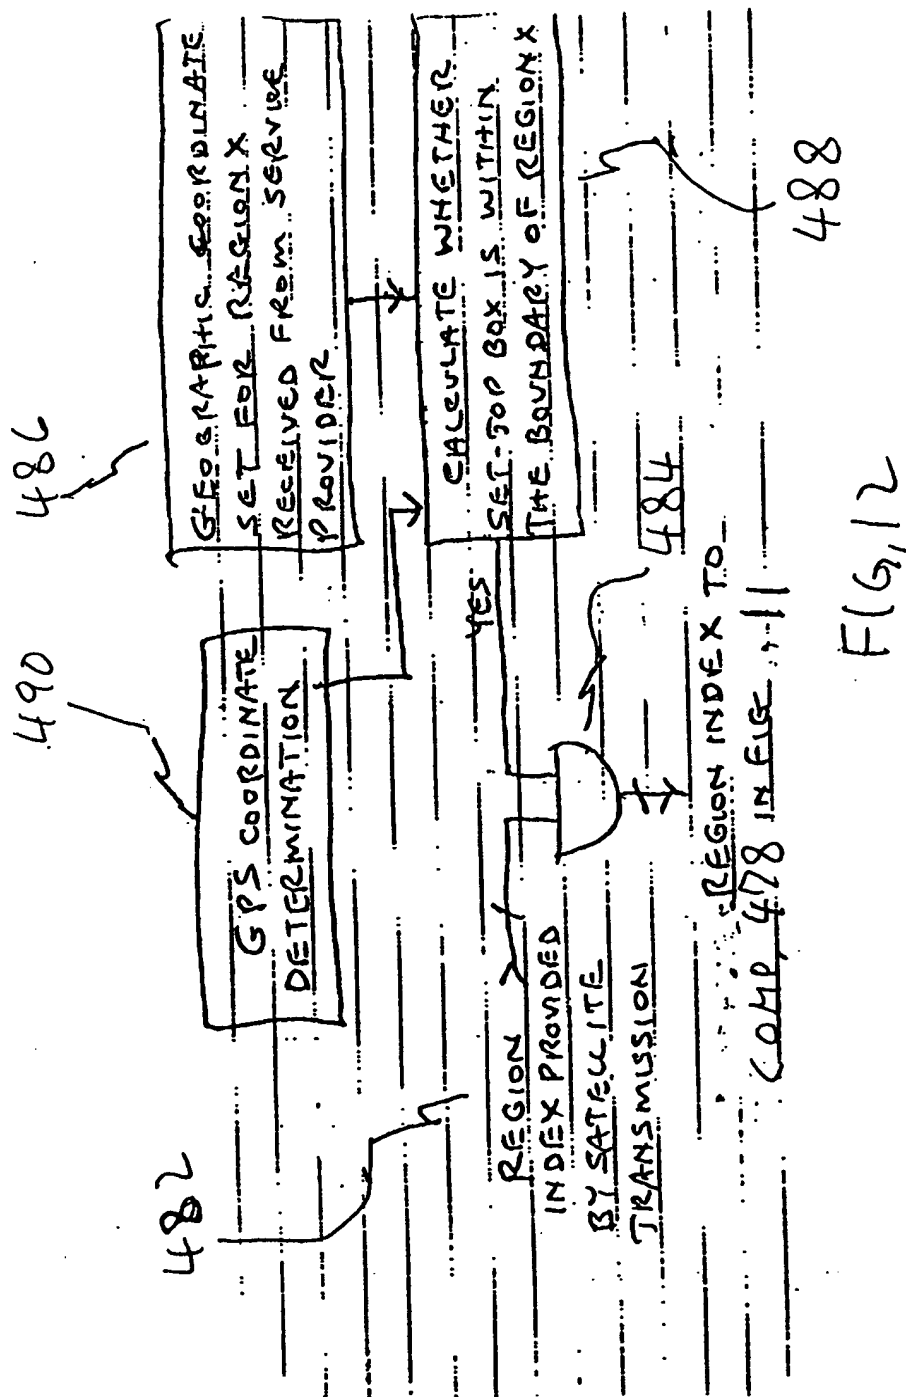 490
486
GPS COORDINATE
DETERMINATION
GEOGRAPHIC COORDINATE
SET FOR REGION X
RECEIVED FROM SERVICE
PROVIDER
482
REGION
INDEX PROVIDED
BY SATELLITE
TRANSMISSION
YES
CALCULATE WHETHER
SET-TOP BOX IS WITHIN
THE BOUNDARY OF REGION X
484
488
REGION INDEX TO
COMP. 478 IN FIG. 11
FIG, 12